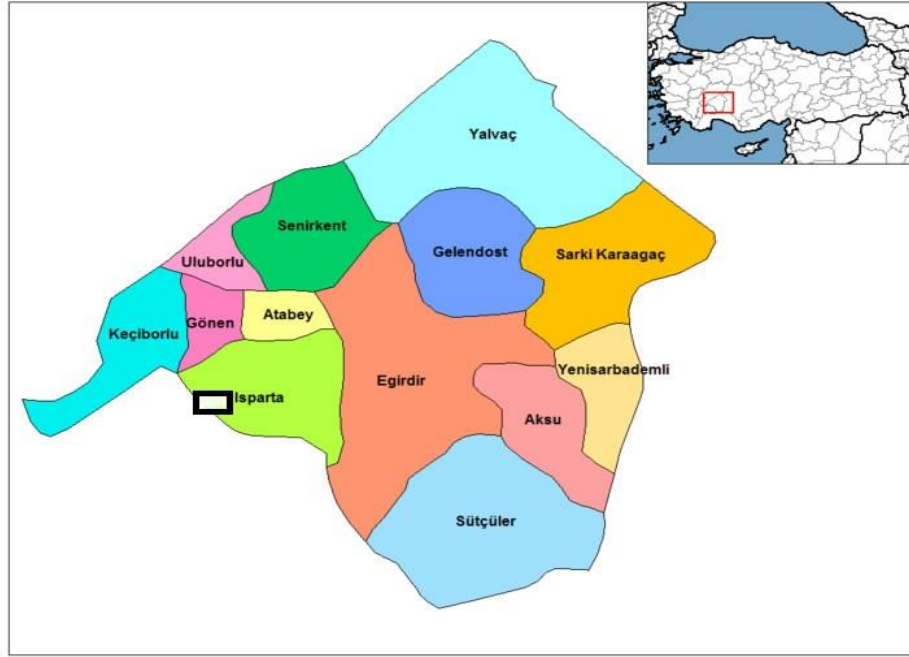 Yalvaç
Senirkent
Gelendost
Sarki Karaagaç
Uluborlu
Atabey
Gönen
Keçiborlu
Yenisarbademli
Egirdir
Isparta
Aksu
Sütçüler